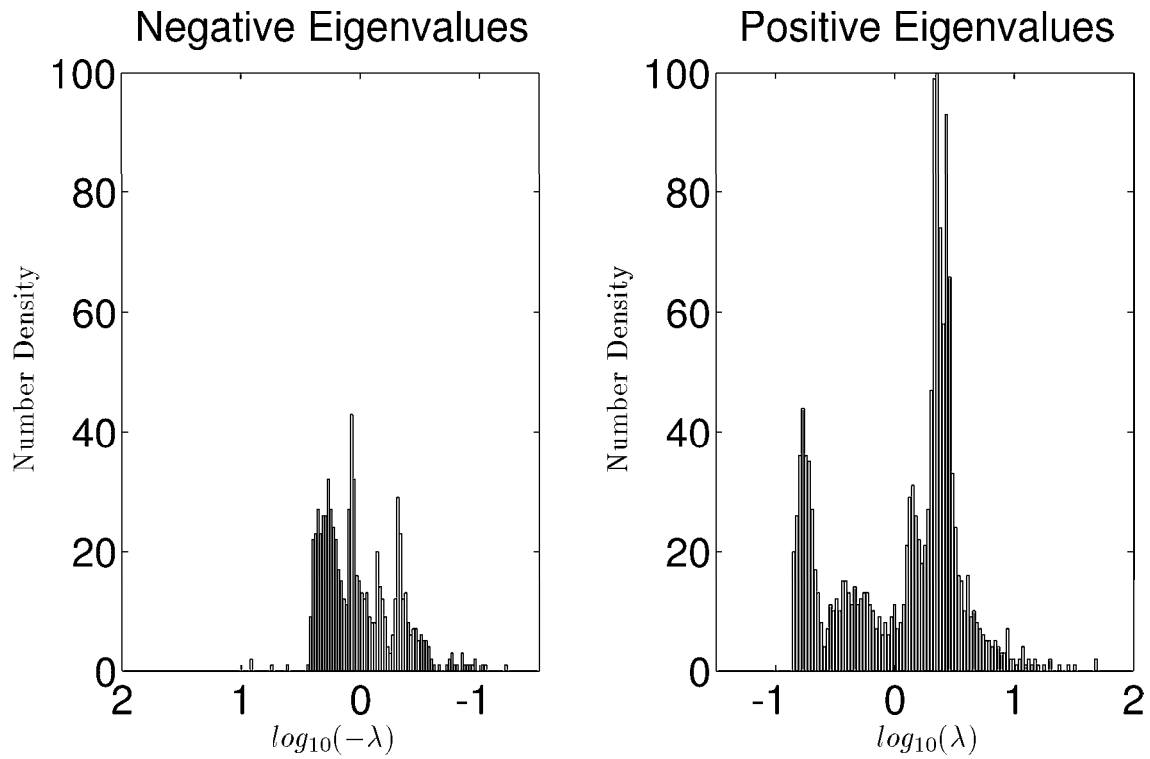 Negative Eigenvalues
Number Density
100
80
60
40
20
0
2 1 0 -1
log10(−λ)
Positive Eigenvalues
Number Density
100
80
60
40
20
0
-1 0 1 2
log10(λ)